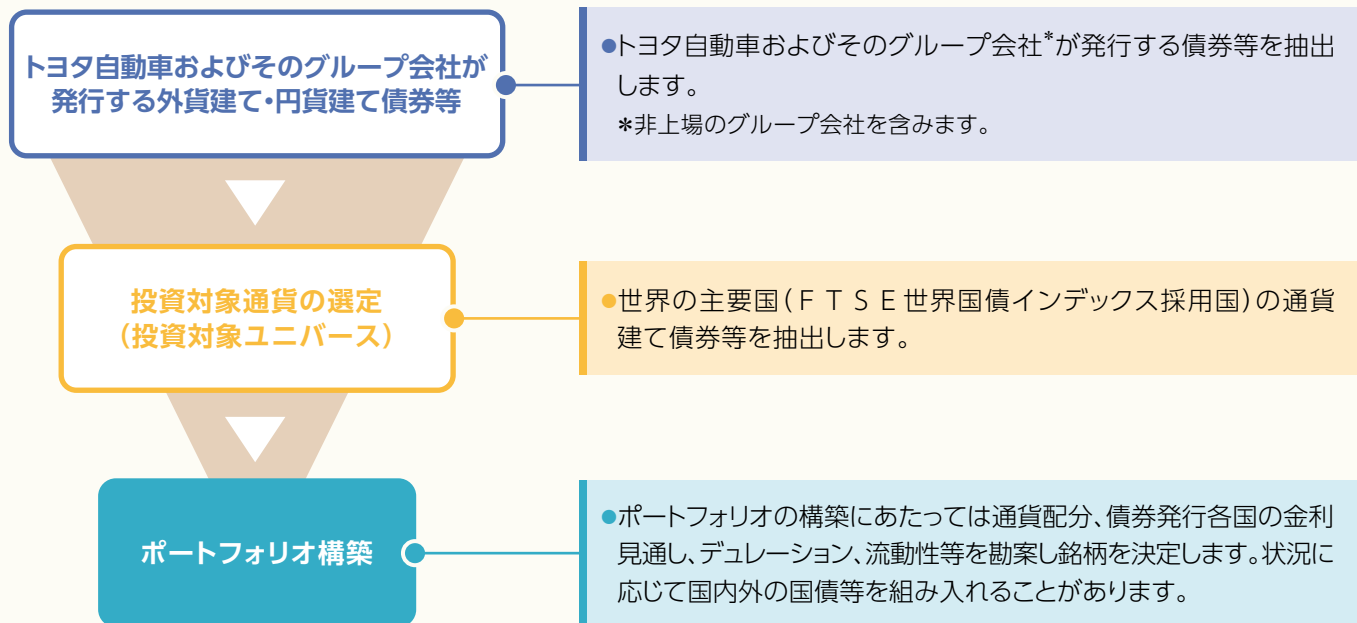 トヨタ自動車およびそのグループ会社が
発行する外貨建て・円貨建て債券等
●トヨタ自動車およびそのグループ会社*が発行する債券等を抽出
します。
*非上場のグループ会社を含みます。
投資対象通貨の選定
（投資対象ユニバース）
●世界の主要国（ＦＴＳＥ世界国債インデックス採用国）の通貨
建て債券等を抽出します。
ポートフォリオ構築
●ポートフォリオの構築にあたっては通貨配分、債券発行各国の金利
見通し、デュレーション、流動性等を勘案し銘柄を決定します。状況に
応じて国内外の国債等を組み入れることがあります。